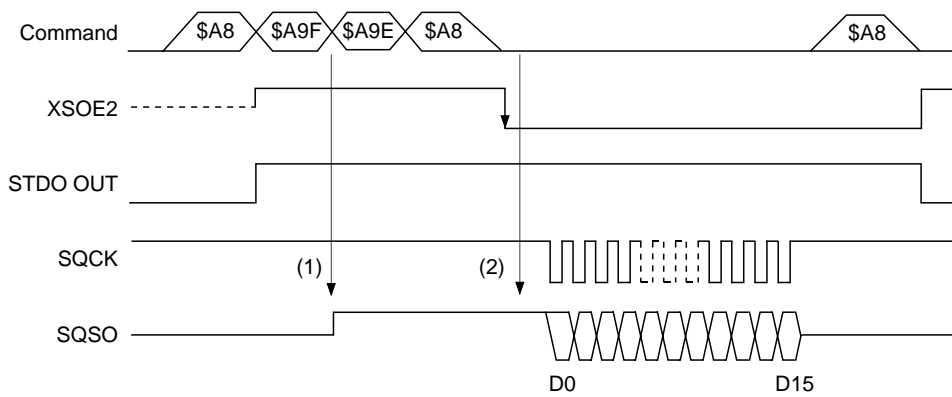 Command $A8 $A9F $A9E $A8 $A8
XSOE2
STDO OUT
SQCK (1) (2)
SQSO
D0 D15